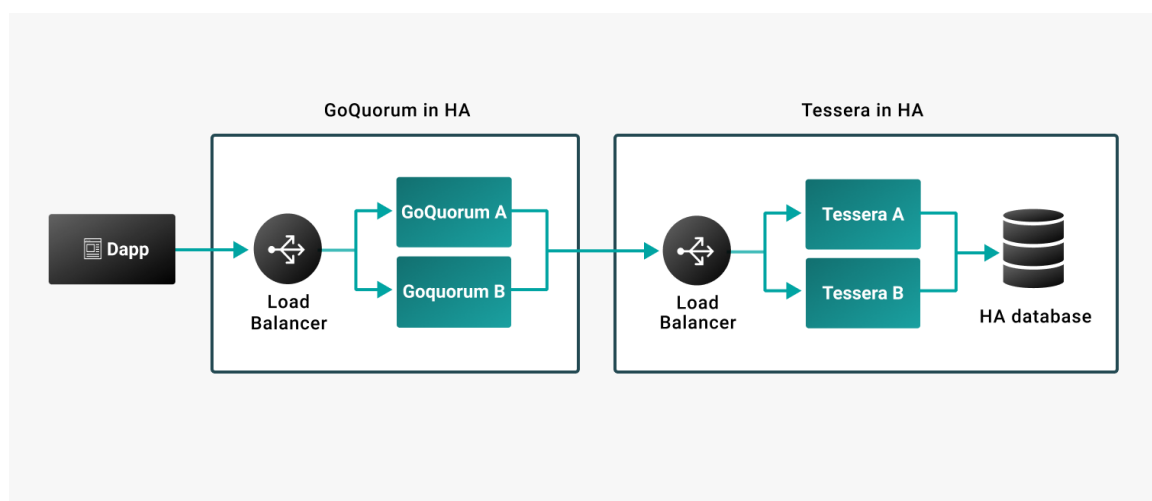 GoQuorum in HA
Tessera in HA
Dapp
Load
Balancer
GoQuorum A
Goquorum B
Load
Balancer
Tessera A
Tessera B
HA database